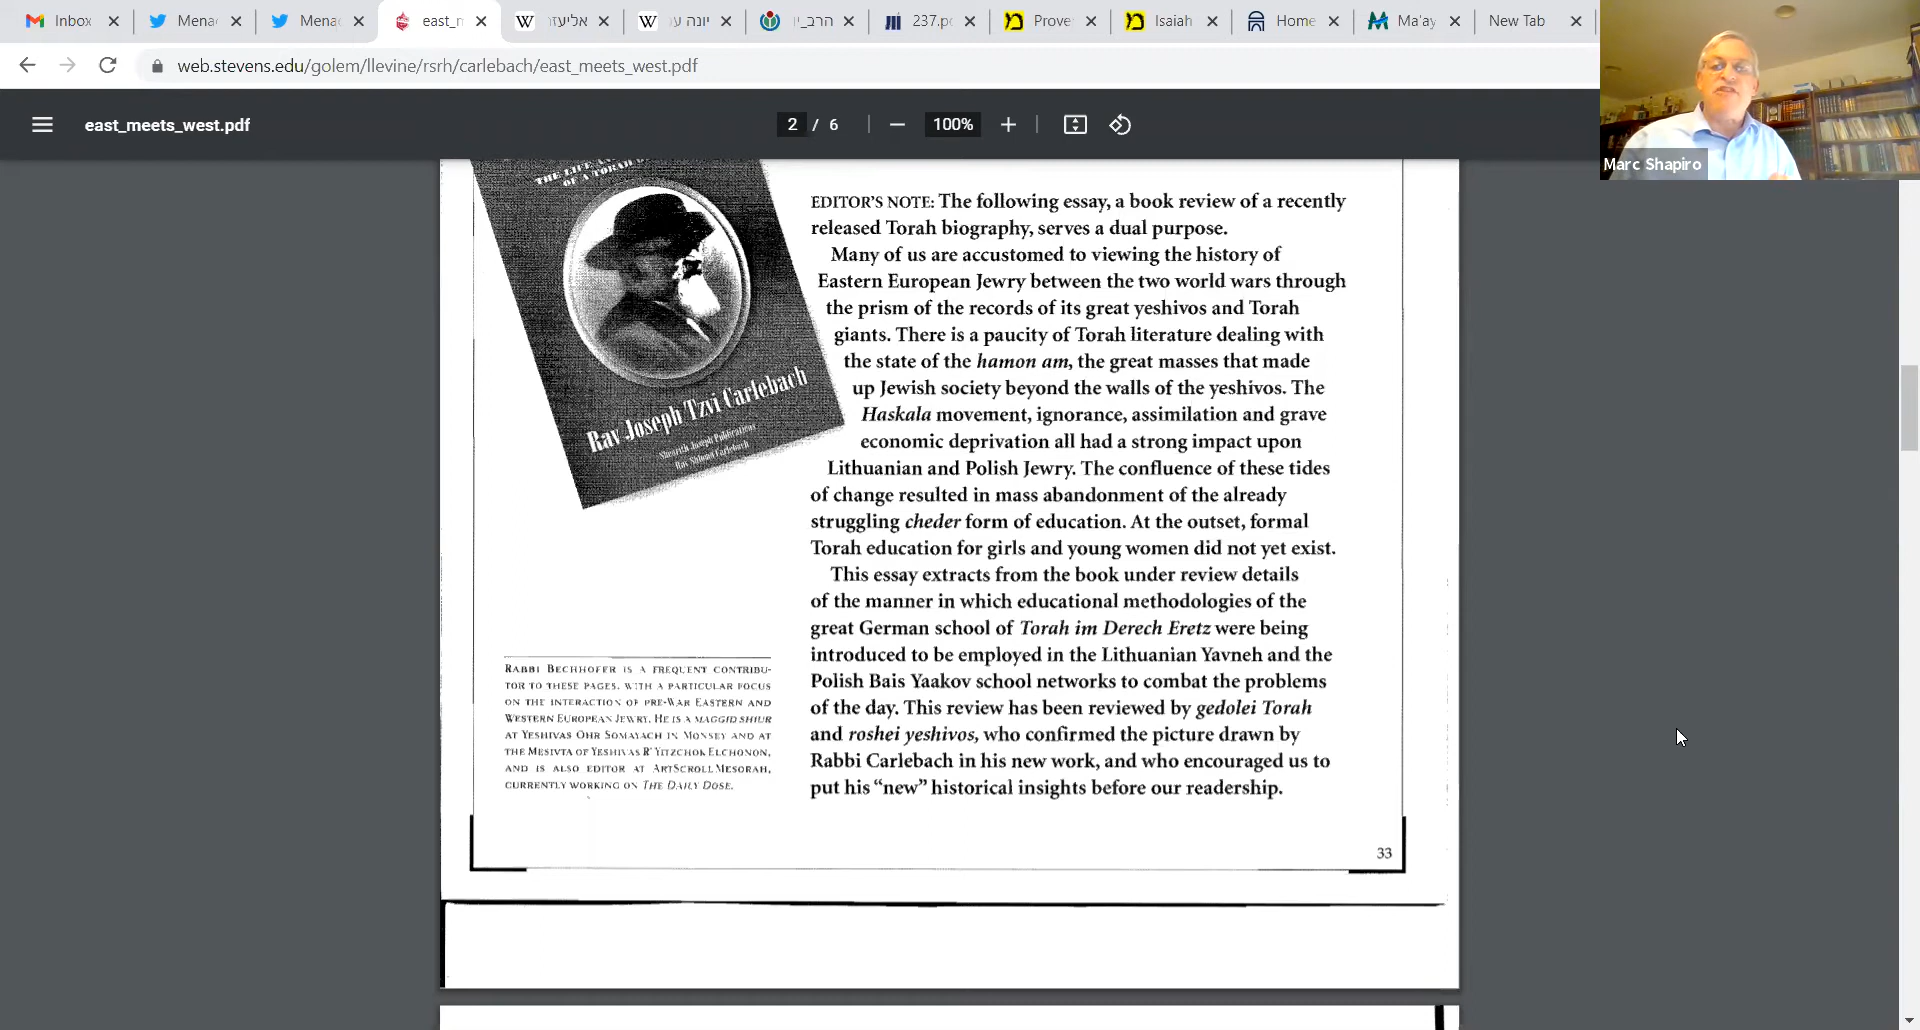 Inbox
Mena
Mena
east_m
אליעזר
יונה עמ
הרב_יו
237.p
Prove
Isaiah
Home
Ma'ay
New Tab
web.stevens.edu/golem/llevine/rsrh/carlebach/east_meets_west.pdf
east_meets_west.pdf
2 / 6
100%
Marc Shapiro
OF A TORAH
Rav Joseph Tzvi Carlebach
Shearith Joseph Publications
Rav Shlomo Carlebach
EDITOR'S NOTE: The following essay, a book review of a recently
released Torah biography, serves a dual purpose.
Many of us are accustomed to viewing the history of
Eastern European Jewry between the two world wars through
the prism of the records of its great yeshivos and Torah
giants. There is a paucity of Torah literature dealing with
the state of the hamon am, the great masses that made
up Jewish society beyond the walls of the yeshivos. The
Haskala movement, ignorance, assimilation and grave
economic deprivation all had a strong impact upon
Lithuanian and Polish Jewry. The confluence of these tides
of change resulted in mass abandonment of the already
struggling cheder form of education. At the outset, formal
Torah education for girls and young women did not yet exist.
This essay extracts from the book under review details
of the manner in which educational methodologies of the
great German school of Torah im Derech Eretz were being
introduced to be employed in the Lithuanian Yavneh and the
Polish Bais Yaakov school networks to combat the problems
of the day. This review has been reviewed by gedolei Torah
and roshei yeshivos, who confirmed the picture drawn by
Rabbi Carlebach in his new work, and who encouraged us to
put his “new” historical insights before our readership.
RABBI BECHHOFER IS A FREQUENT CONTRIBU-
TOR TO THESE PAGES, WITH A PARTICULAR FOCUS
ON THE INTERACTION OF PRE-WAR EASTERN AND
WESTERN EUROPEAN JEWRY. HE IS A MAGGID SHIUR
AT YESHIVAS OHR SOMAYACH IN MONSEY AND AT
THE MESIVTA OF YESHIVAS R' YITZCHOK ELCHONON,
AND IS ALSO EDITOR AT ARTSCROLL MESORAH,
CURRENTLY WORKING ON THE DAILY DOSE.
33